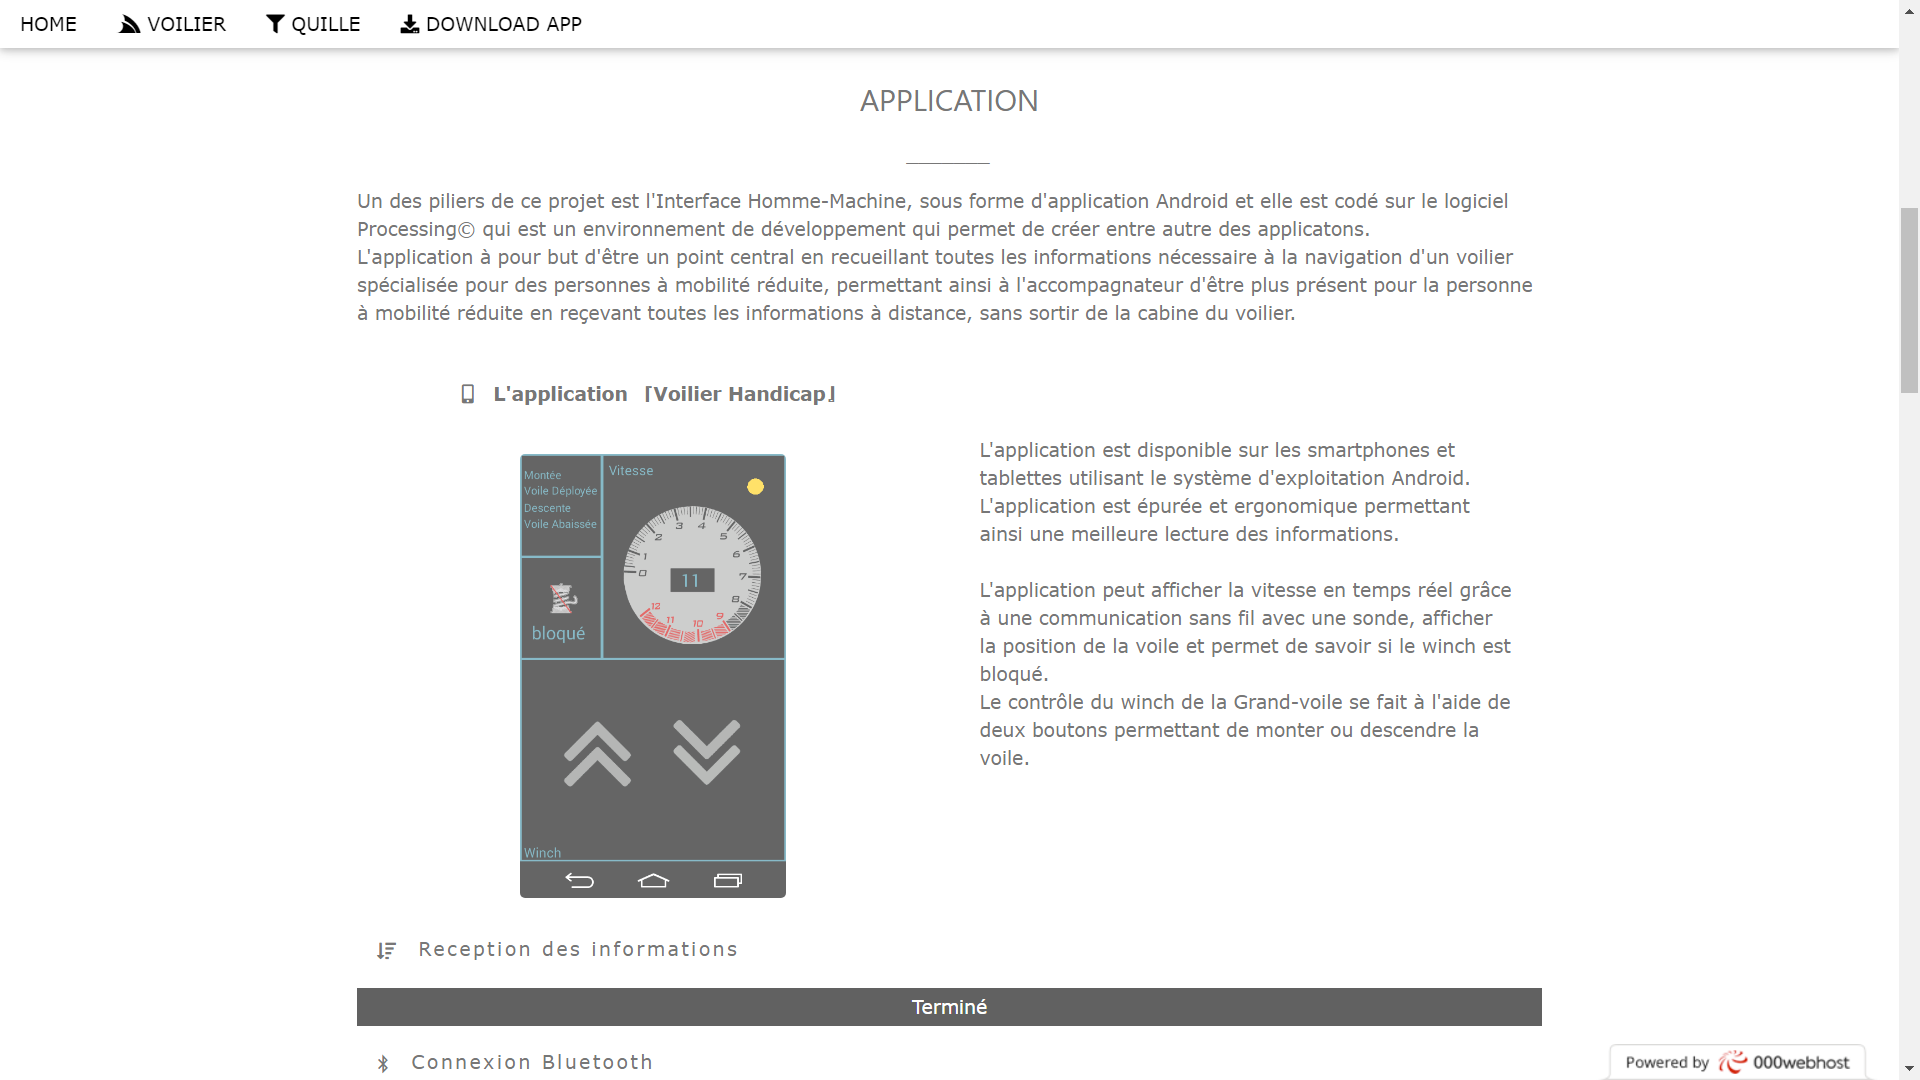 HOME VOILIER QUILLE DOWNLOAD APP
APPLICATION
Un des piliers de ce projet est l'Interface Homme-Machine, sous forme d'application Android et elle est codé sur le logiciel
Processing© qui est un environnement de développement qui permet de créer entre autre des applicatons.
L'application à pour but d'être un point central en recueillant toutes les informations nécessaire à la navigation d'un voilier
spécialisée pour des personnes à mobilité réduite, permettant ainsi à l'accompagnateur d'être plus présent pour la personne
à mobilité réduite en reçevant toutes les informations à distance, sans sortir de la cabine du voilier.
L'application ⌈Voilier Handicap⌋
Montée
Voile Déployée
Descente
Voile Abaissée
bloqué
Vitesse
0
1
2
3
4
5
6
7
8
9
10
11
12
11
Winch
L'application est disponible sur les smartphones et
tablettes utilisant le système d'exploitation Android.
L'application est épurée et ergonomique permettant
ainsi une meilleure lecture des informations.
L'application peut afficher la vitesse en temps réel grâce
à une communication sans fil avec une sonde, afficher
la position de la voile et permet de savoir si le winch est
bloqué.
Le contrôle du winch de la Grand-voile se fait à l'aide de
deux boutons permettant de monter ou descendre la
voile.
Reception des informations
Terminé
Connexion Bluetooth
Powered by 000webhost